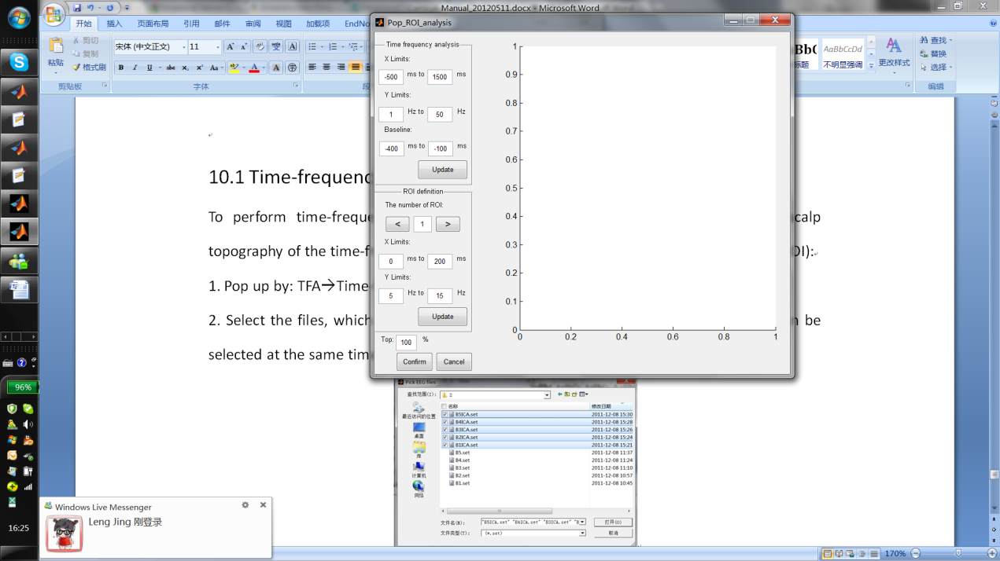 Manual_20120511.docx - Microsoft Word
开始 插入 页面布局 引用 邮件 审阅 视图 加载项 EndNo
粘贴
剪切
复制
格式刷
剪贴板
宋体 (中文正文) 11
字体
段
AaBbCcDd
标题 不明显强调 更改样式
查找
替换
选择
编辑
Pop_ROI_analysis
Time frequency analysis
X Limits:
-500 ms to 1500 ms
Y Limits:
1 Hz to 50 Hz
Baseline:
-400 ms to -100 ms
Update
ROI definition
The number of ROI:
< 1 >
X Limits:
0 ms to 200 ms
Y Limits:
5 Hz to 15 Hz
Update
Top: 100 %
Confirm Cancel
1
0.9
0.8
0.7
0.6
0.5
0.4
0.3
0.2
0.1
0
0 0.2 0.4 0.6 0.8 1
10.1 Time-frequenc
To perform time-freque calp
topography of the time-f DI):
1. Pop up by: TFA→Time-
2. Select the files, which n be
selected at the same tim
Pick EEG files
查找范围(I): 2
名称 修改日期
B5ICA.set 2011-12-08 15:30
B4ICA.set 2011-12-08 15:28
B3ICA.set 2011-12-08 15:26
B2ICA.set 2011-12-08 15:24
B1ICA.set 2011-12-08 15:21
B5.set 2011-12-08 11:37
B4.set 2011-12-08 11:24
B3.set 2011-12-08 11:10
B2.set 2011-12-08 10:57
B1.set 2011-12-08 10:45
最近访问的位置
桌面
库
计算机
网络
文件名(N): "B5ICA.set" "B4ICA.set" "B3ICA.set" "B 打开(O)
文件类型(T): (*.set) 取消
96%
16:25
Windows Live Messenger
Leng Jing 刚登录
170%